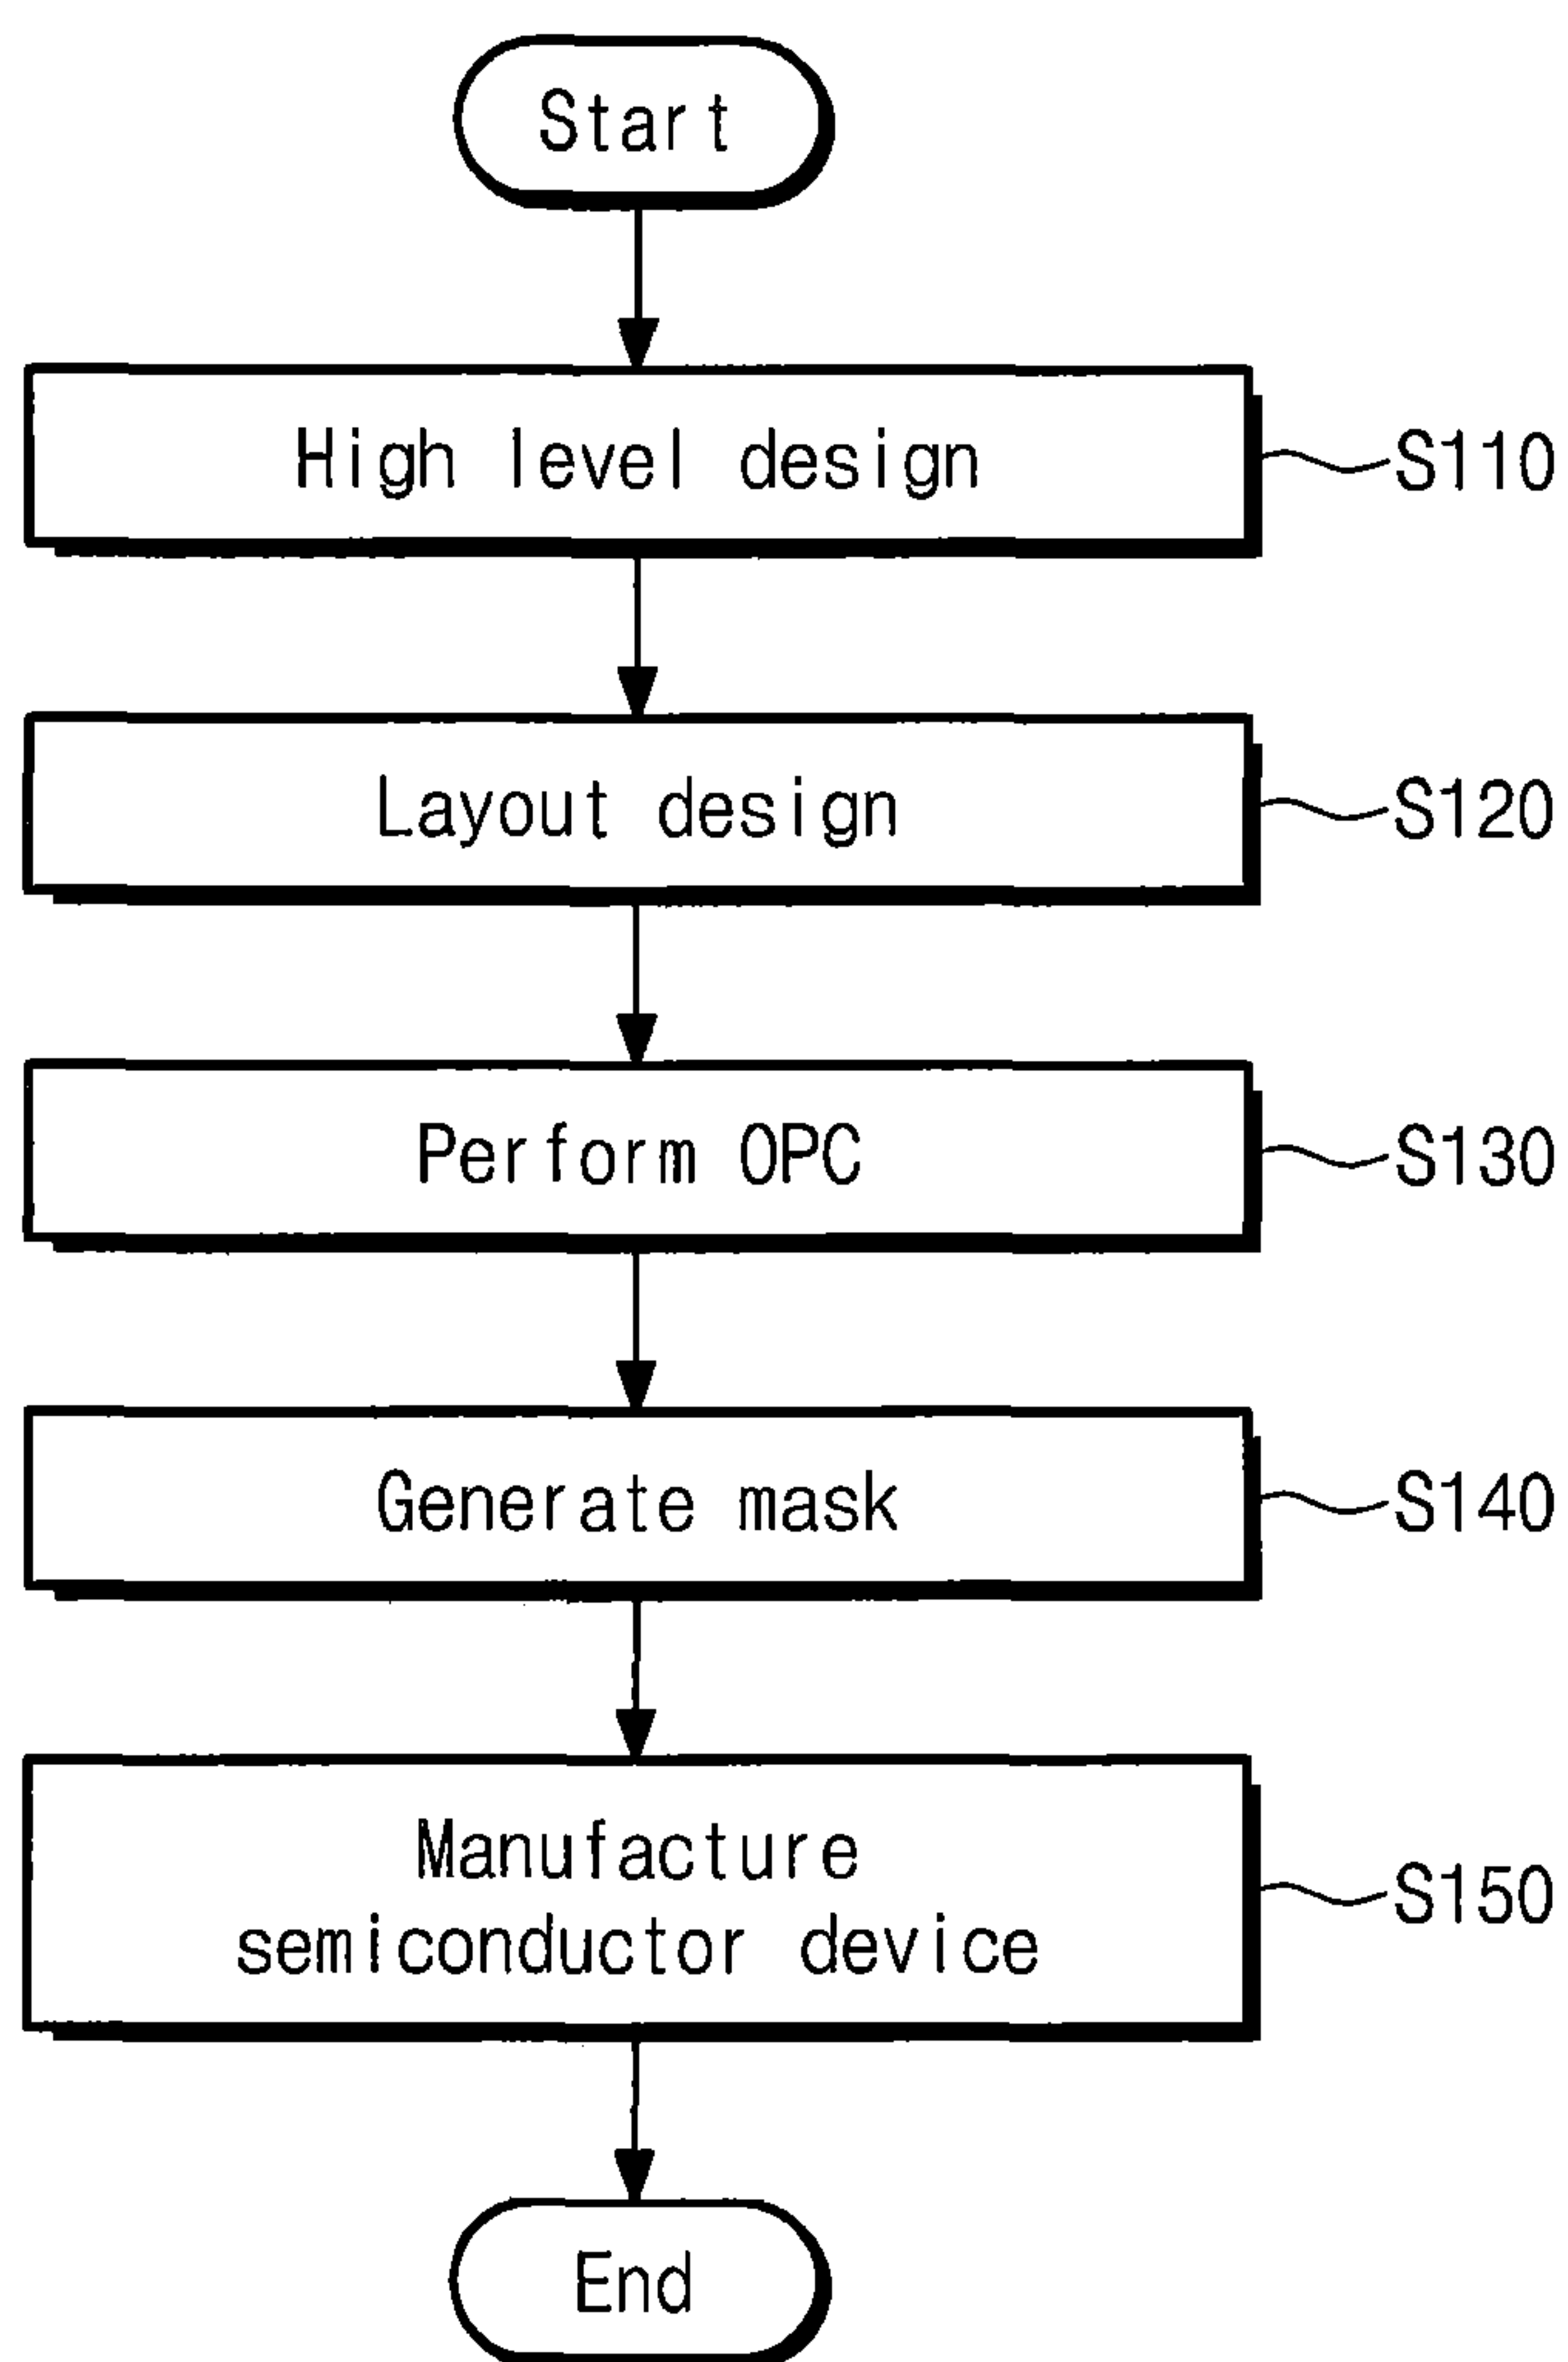 Start
High level design
S110
Layout design
S120
Perform OPC
S130
Generate mask
S140
Manufacture
semiconductor device
S150
End